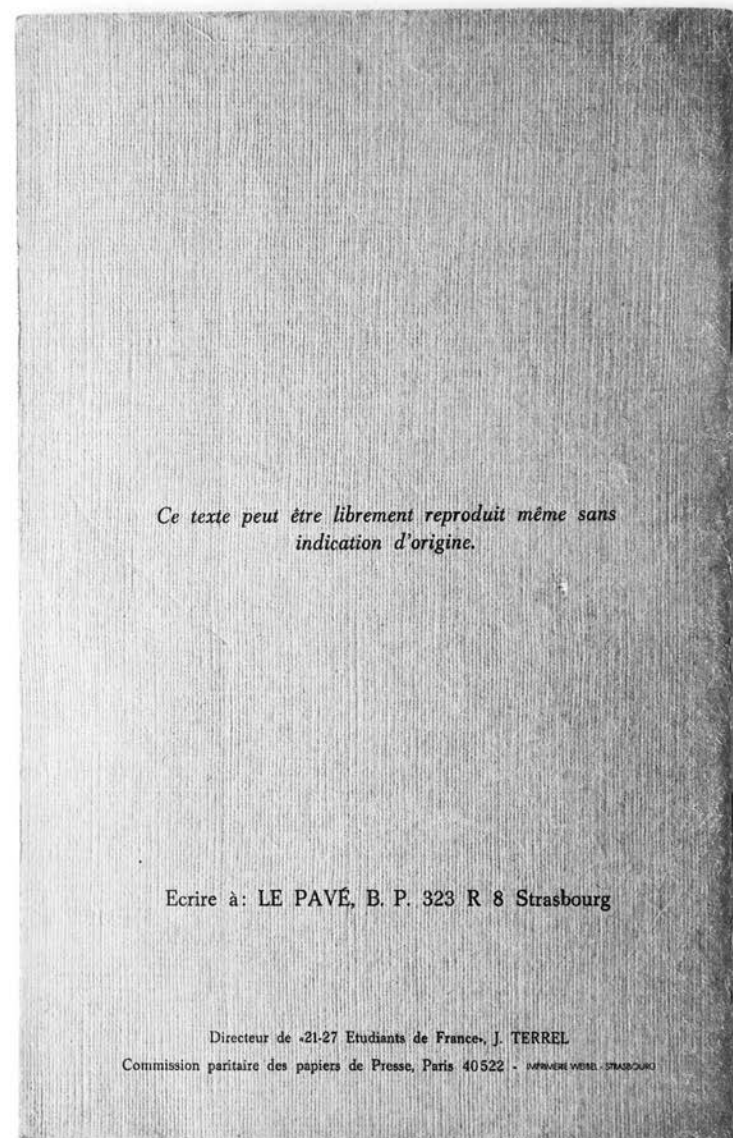 Ce texte peut être librement reproduit même sans
indication d'origine.
Ecrire à: LE PAVÉ, B. P. 323 R 8 Strasbourg
Directeur de «21-27 Etudiants de France», J. TERREL
Commission paritaire des papiers de Presse, Paris 40522 - IMPRIMERIE WEIBEL - STRASBOURG